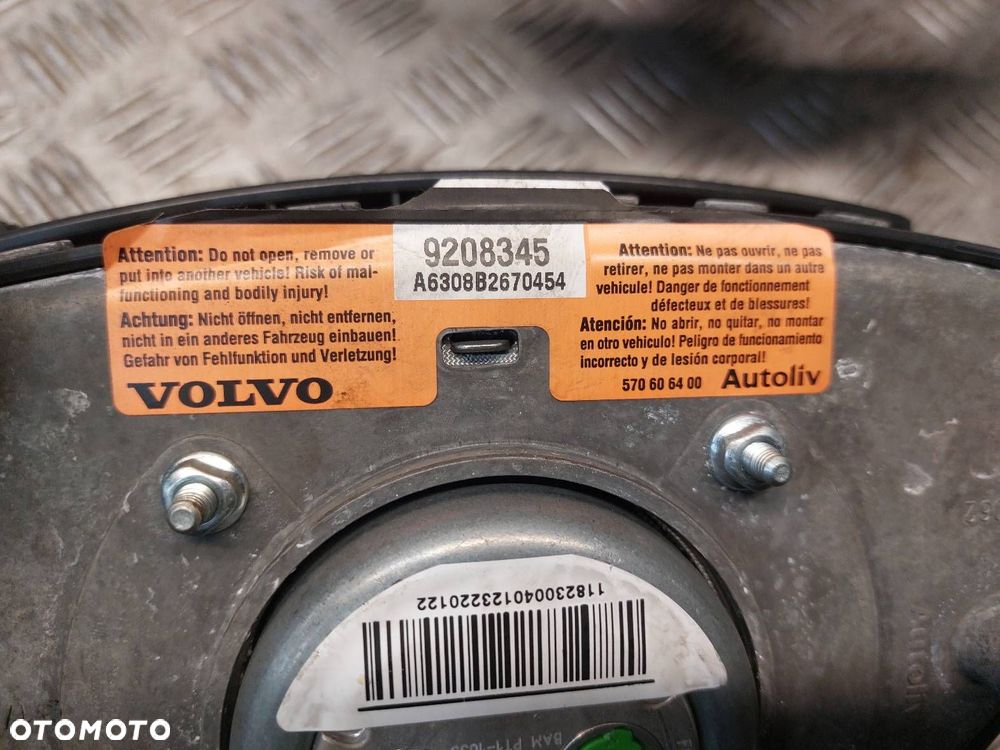 Attention: Do not open, remove or
put into another vehicle! Risk of mal-
functioning and bodily injury!
Achtung: Nicht öffnen, nicht entfernen,
nicht in ein anderes Fahrzeug einbauen!
Gefahr von Fehlfunktion und Verletzung!
VOLVO
9208345
A6308B2670454
Attention: Ne pas ouvrir, ne pas
retirer, ne pas monter dans un autre
vehicule! Danger de fonctionnement
défecteux et de blessures!
Atención: No abrir, no quitar, no montar
en otro vehiculo! Peligro de funcionamiento
incorrecto y de lesión corporal!
570 60 64 00 Autoliv
11823000401232220122
BAM PT1-
OTOMOTO